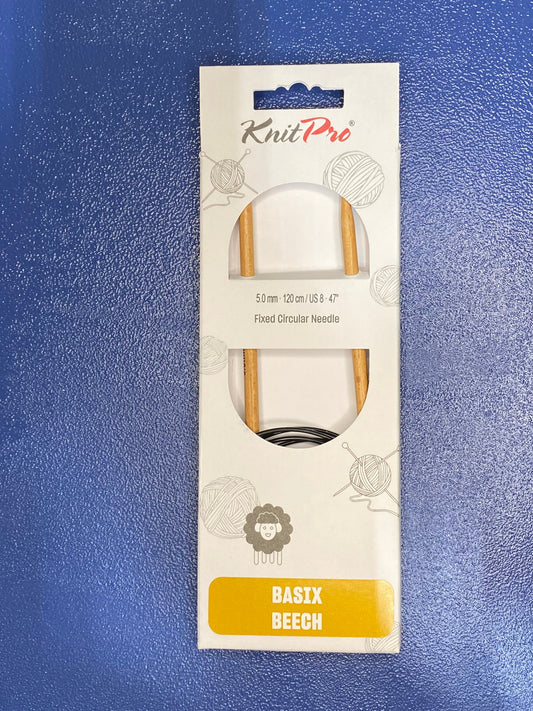 KnitPro®
5.0 mm · 120 cm / US 8 · 47"
Fixed Circular Needle
BASIX
BEECH